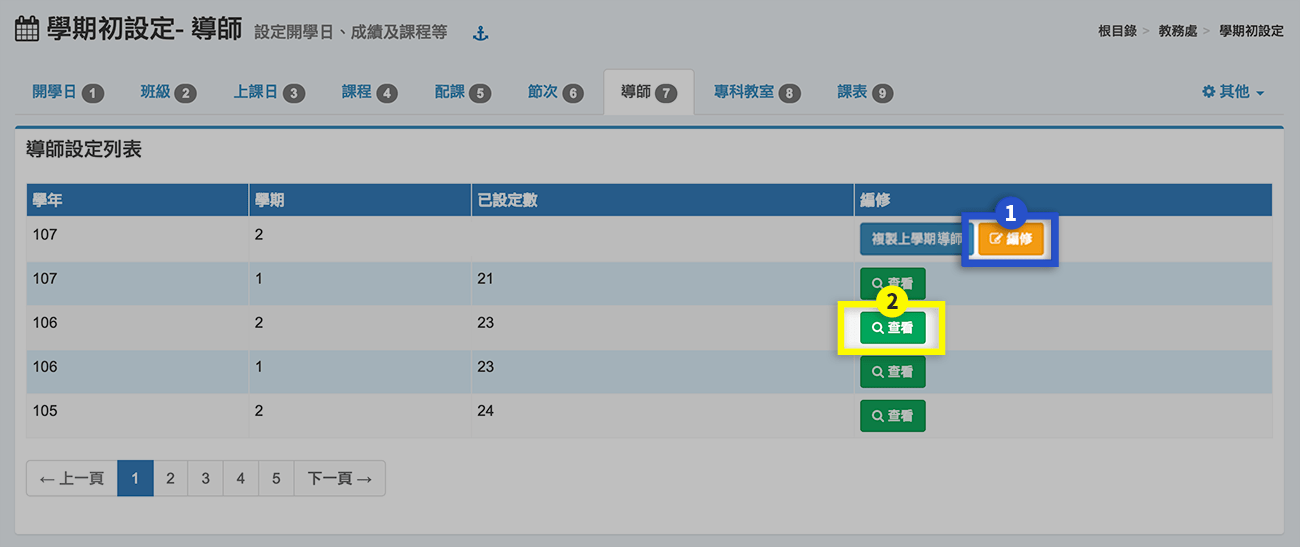 學期初設定- 導師 設定開學日、成績及課程等
根目錄 > 教務處 > 學期初設定
開學日 1 班級 2 上課日 3 課程 4 配課 5 節次 6 導師 7 專科教室 8 課表 9 其他
導師設定列表
學年 學期 已設定數 編修
1
107 2 複製上學期導師 編修
107 1 21 查看
2
106 2 23 查看
106 1 23 查看
105 2 24 查看
← 上一頁 1 2 3 4 5 下一頁 →